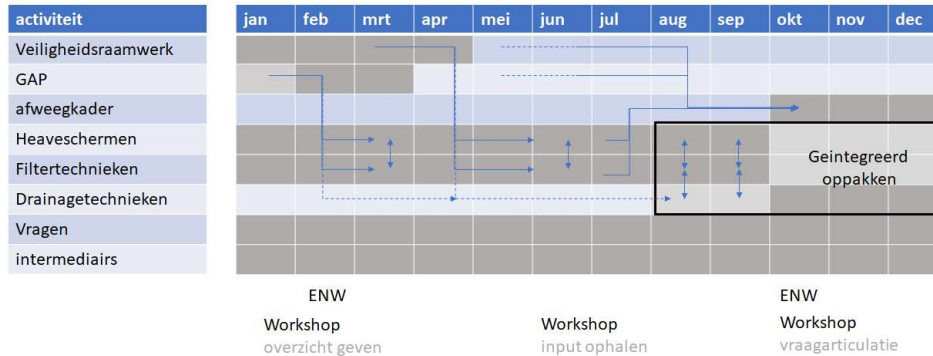 activiteit jan feb mrt apr mei jun jul aug sep okt nov dec
Veiligheidsraamwerk
GAP
afweegkader
Heaveschermen
Filtertechnieken
Drainagetechnieken
Vragen
intermediairs
Geintegreerd
oppakken
ENW ENW
Workshop Workshop Workshop
overzicht geven input ophalen vraagarticulatie